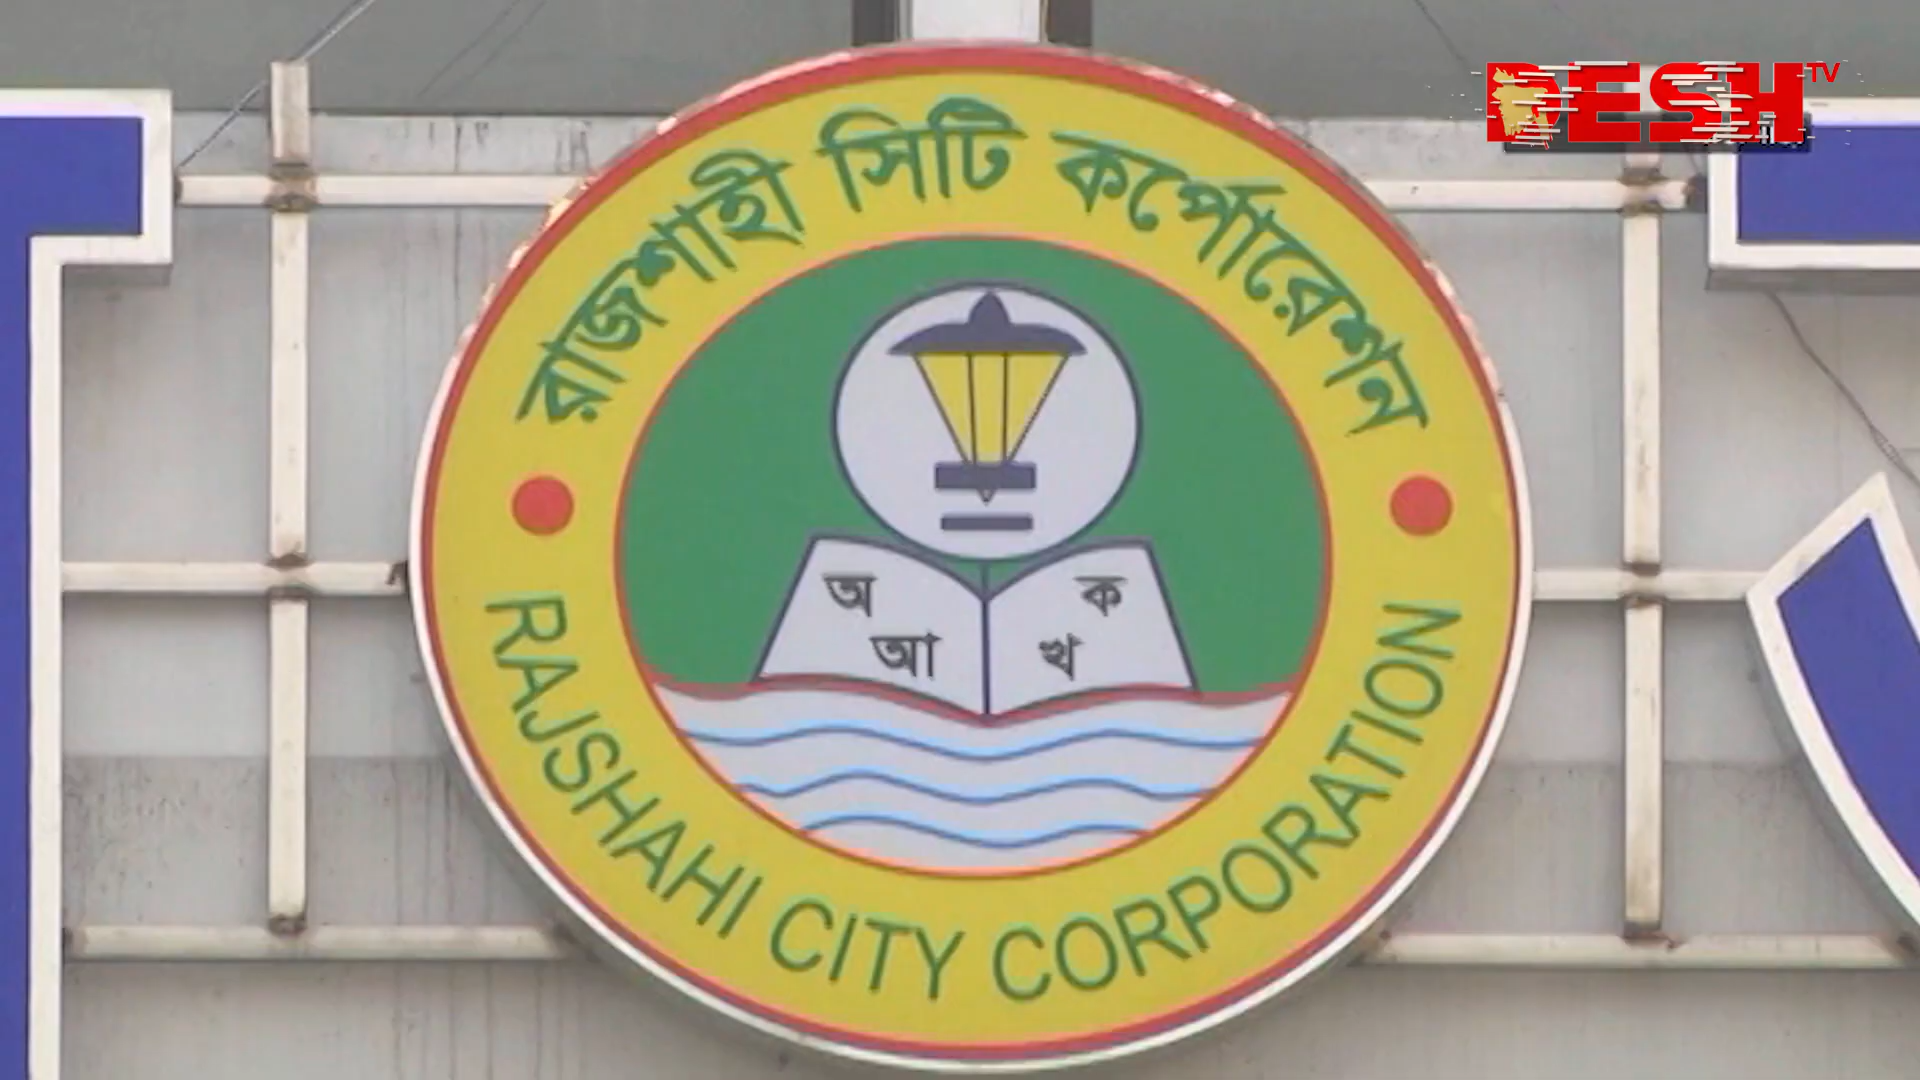 DESH TV
রাজশাহী সিটি কর্পোরেশন
অ ক
আ খ
RAJSHAHI CITY CORPORATION